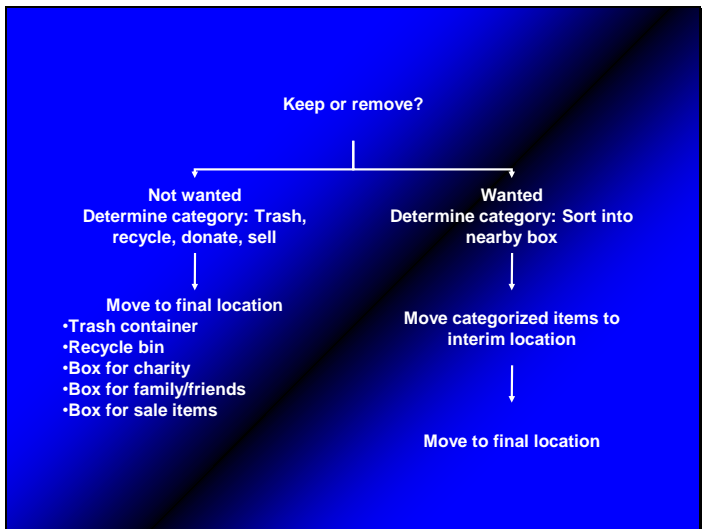 Keep or remove?
Not wanted
Determine category: Trash,
recycle, donate, sell
Move to final location
•Trash container
•Recycle bin
•Box for charity
•Box for family/friends
•Box for sale items
Wanted
Determine category: Sort into
nearby box
Move categorized items to
interim location
Move to final location